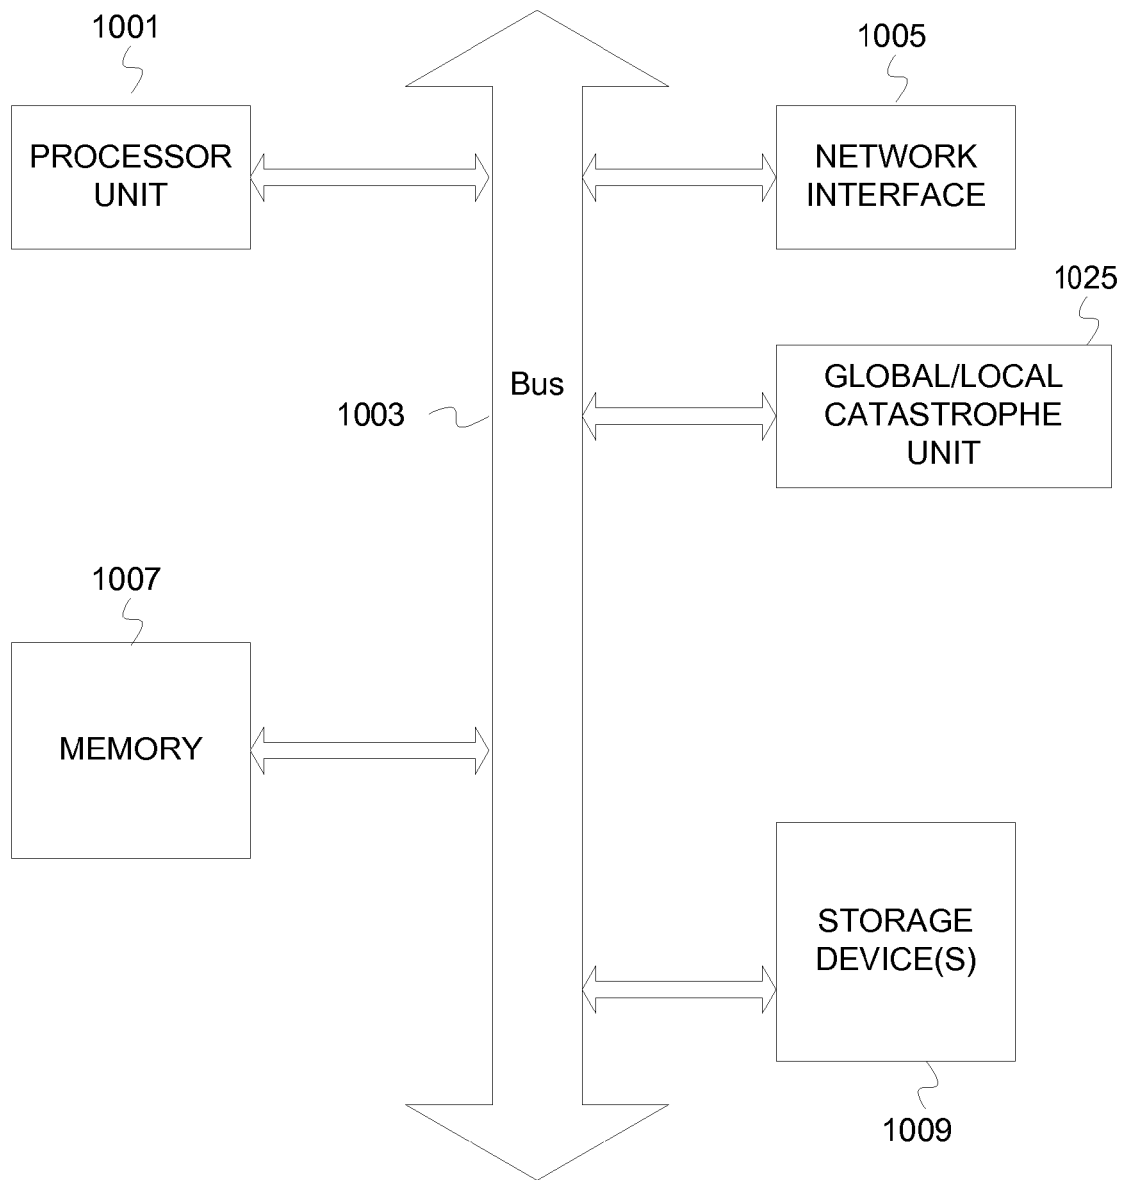 1001
PROCESSOR
UNIT
1005
NETWORK
INTERFACE
1025
GLOBAL/LOCAL
CATASTROPHE
UNIT
Bus
1003
1007
MEMORY
STORAGE
DEVICE(S)
1009